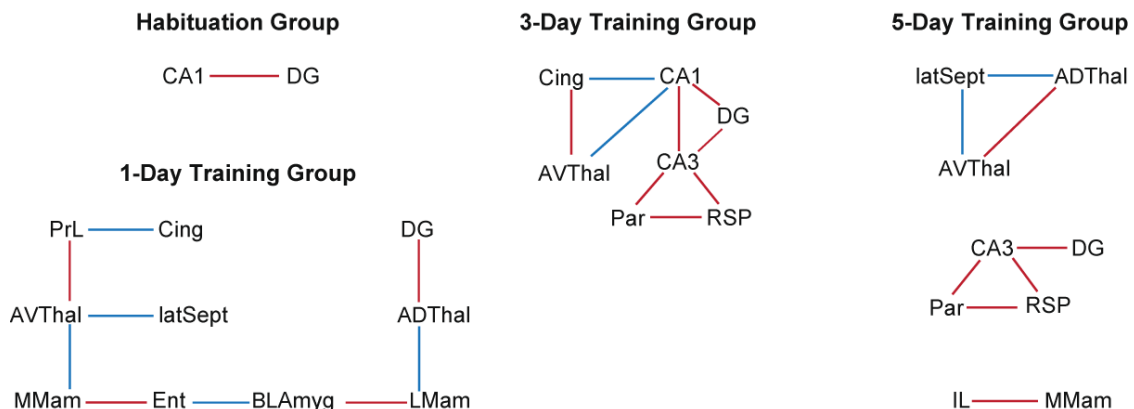 Habituation Group
CA1 DG
1-Day Training Group
PrL Cing
DG
AVThal latSept
ADThal
MMam Ent BLAmyg LMam
3-Day Training Group
Cing CA1
DG
AVThal CA3
Par RSP
5-Day Training Group
latSept ADThal
AVThal
CA3 DG
Par RSP
IL MMam